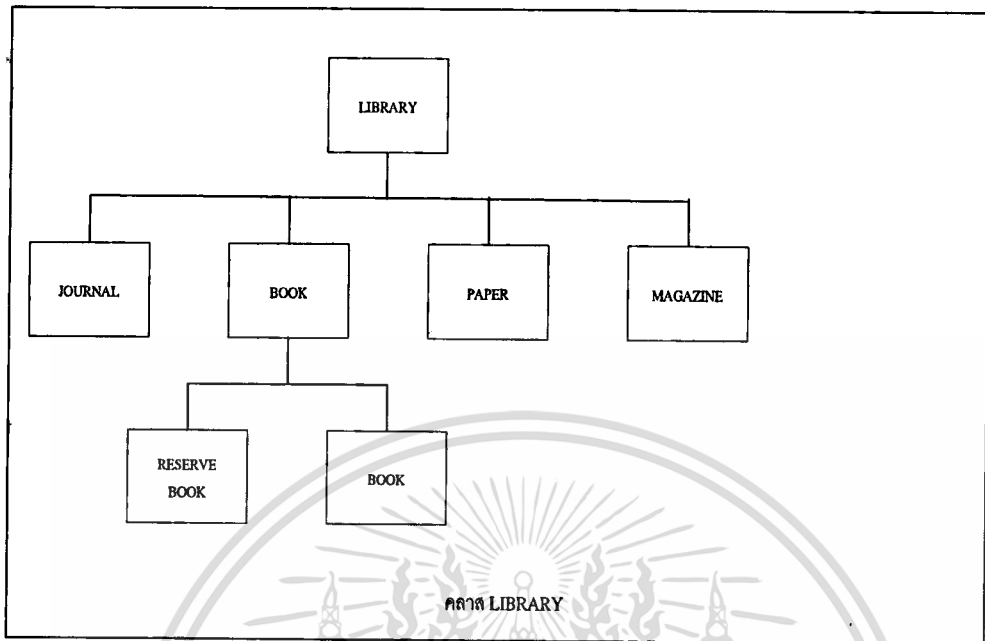 LIBRARY
JOURNAL
BOOK
PAPER
MAGAZINE
RESERVE
BOOK
BOOK
คลาส LIBRARY